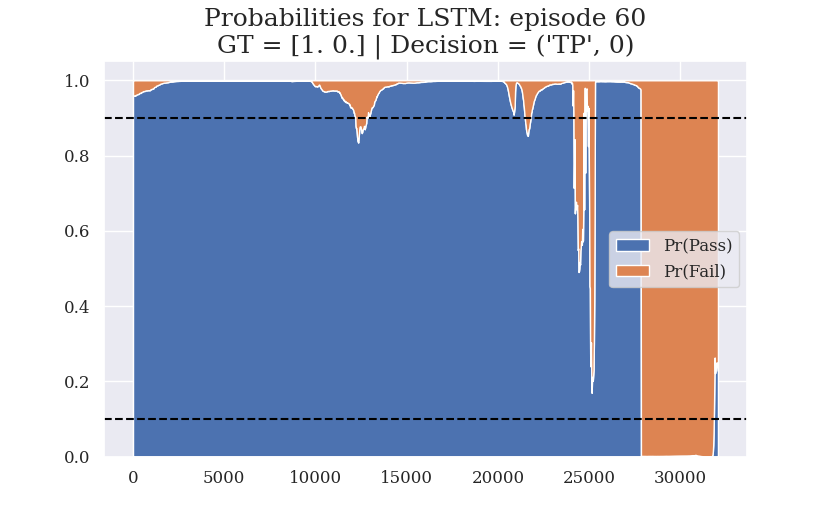 Probabilities for LSTM: episode 60
GT = [1. 0.] | Decision = ('TP', 0)
1.0
0.8
0.6
0.4
0.2
0.0
Pr(Pass)
Pr(Fail)
0 5000 10000 15000 20000 25000 30000